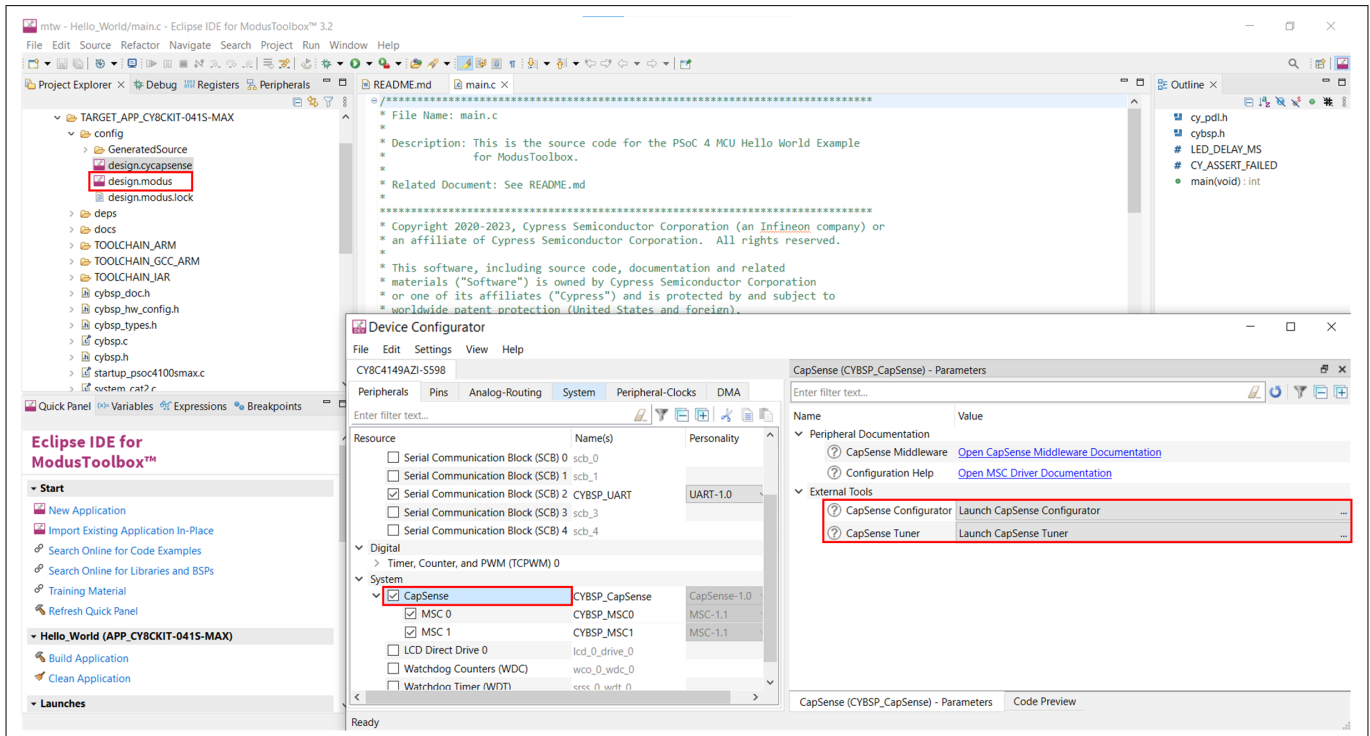 mtw - Hello_World/main.c - Eclipse IDE for ModusToolbox™ 3.2
File Edit Source Refactor Navigate Search Project Run Window Help
Project Explorer Debug Registers Peripherals
README.md main.c
Outline
TARGET_APP_CY8CKIT-041S-MAX
config
GeneratedSource
design.cycapsense
design.modus
design.modus.lock
deps
docs
TOOLCHAIN_ARM
TOOLCHAIN_GCC_ARM
TOOLCHAIN_IAR
cybsp_doc.h
cybsp_hw_config.h
cybsp_types.h
cybsp.c
cybsp.h
startup_psoc4100smax.c
system_cat2.c
/******************************************************************************
* File Name: main.c
*
* Description: This is the source code for the PSoC 4 MCU Hello World Example
* for ModusToolbox.
*
* Related Document: See README.md
*
*******************************************************************************
* Copyright 2020-2023, Cypress Semiconductor Corporation (an Infineon company) or
* an affiliate of Cypress Semiconductor Corporation. All rights reserved.
*
* This software, including source code, documentation and related
* materials ("Software") is owned by Cypress Semiconductor Corporation
* or one of its affiliates ("Cypress") and is protected by and subject to
* worldwide patent protection (United States and foreign),
cy_pdl.h
cybsp.h
# LED_DELAY_MS
# CY_ASSERT_FAILED
main(void) : int
Quick Panel Variables Expressions Breakpoints
Eclipse IDE for
ModusToolbox™
Start
New Application
Import Existing Application In-Place
Search Online for Code Examples
Search Online for Libraries and BSPs
Training Material
Refresh Quick Panel
Hello_World (APP_CY8CKIT-041S-MAX)
Build Application
Clean Application
Launches
Device Configurator
File Edit Settings View Help
CY8C4149AZI-S598
Peripherals Pins Analog-Routing System Peripheral-Clocks DMA
Enter filter text...
Resource Name(s) Personality
Serial Communication Block (SCB) 0 scb_0
Serial Communication Block (SCB) 1 scb_1
Serial Communication Block (SCB) 2 CYBSP_UART UART-1.0
Serial Communication Block (SCB) 3 scb_3
Serial Communication Block (SCB) 4 scb_4
Digital
Timer, Counter, and PWM (TCPWM) 0
System
CapSense CYBSP_CapSense CapSense-1.0
MSC 0 CYBSP_MSC0 MSC-1.1
MSC 1 CYBSP_MSC1 MSC-1.1
LCD Direct Drive 0 lcd_0_drive_0
Watchdog Counters (WDC) wco_0_wdc_0
Watchdog Timer (WDT) srss_0_wdt_0
Ready
CapSense (CYBSP_CapSense) - Parameters
Enter filter text...
Name Value
Peripheral Documentation
CapSense Middleware Open CapSense Middleware Documentation
Configuration Help Open MSC Driver Documentation
External Tools
CapSense Configurator Launch CapSense Configurator ...
CapSense Tuner Launch CapSense Tuner ...
CapSense (CYBSP_CapSense) - Parameters Code Preview